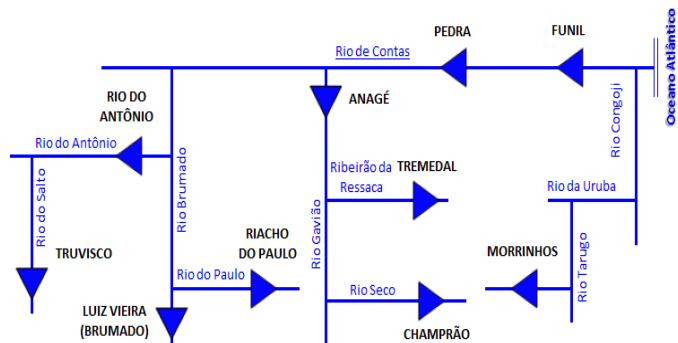 PEDRA
FUNIL
Rio de Contas
Oceano Atlântico
RIO DO
ANTÔNIO
ANAGÉ
Rio Congoji
Rio do Antônio
Ribeirão da
Ressaca
TREMEDAL
Rio da Uruba
Rio do Salto
Rio Brumado
Rio Gavião
TRUVISCO
RIACHO
DO PAULO
MORRINHOS
Rio Tarugo
Rio do Paulo
Rio Seco
LUIZ VIEIRA
(BRUMADO)
CHAMPRÃO